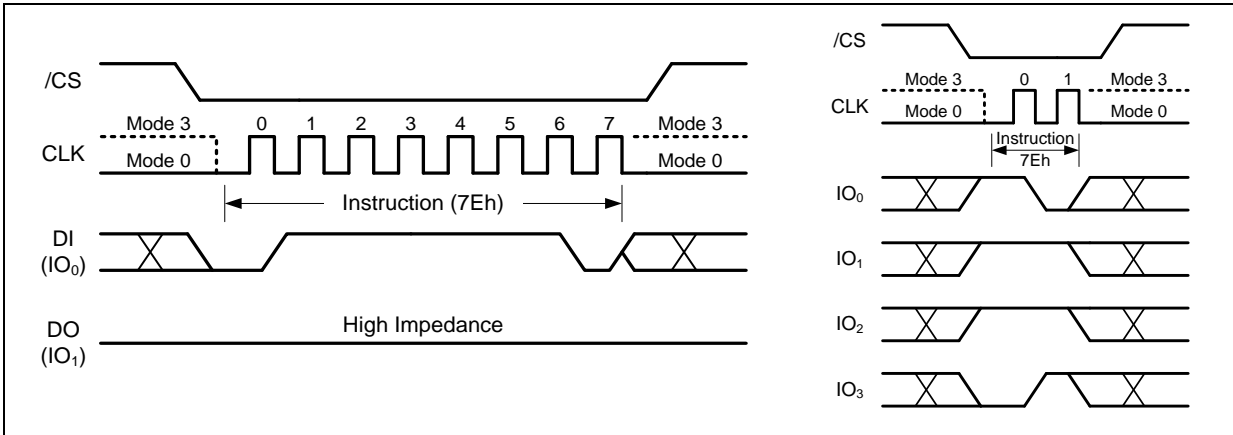 /CS
Mode 3
0 1 2 3 4 5 6 7
Mode 3
CLK
Mode 0
Mode 0
Instruction (7Eh)
DI
(IO₀)
DO
(IO₁)
High Impedance
/CS
Mode 3
0 1
Mode 3
CLK
Mode 0
Mode 0
Instruction
7Eh
IO₀
IO₁
IO₂
IO₃